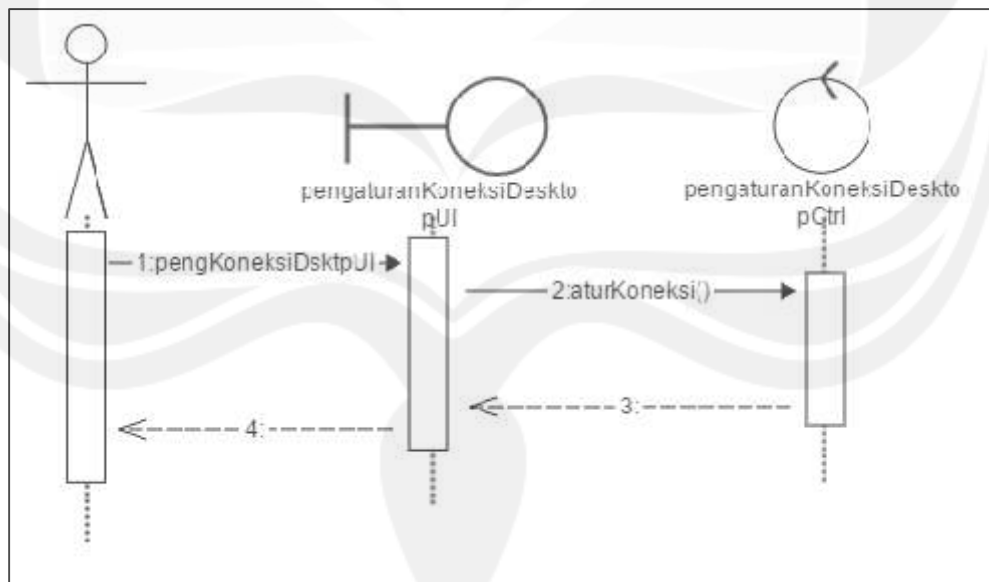 pengaturanKoneksiDeskto
pUI
pengaturanKoneksiDeskto
pCtrl
1:pengKoneksiDsktpUI
2:aturKoneksi()
3:
4: